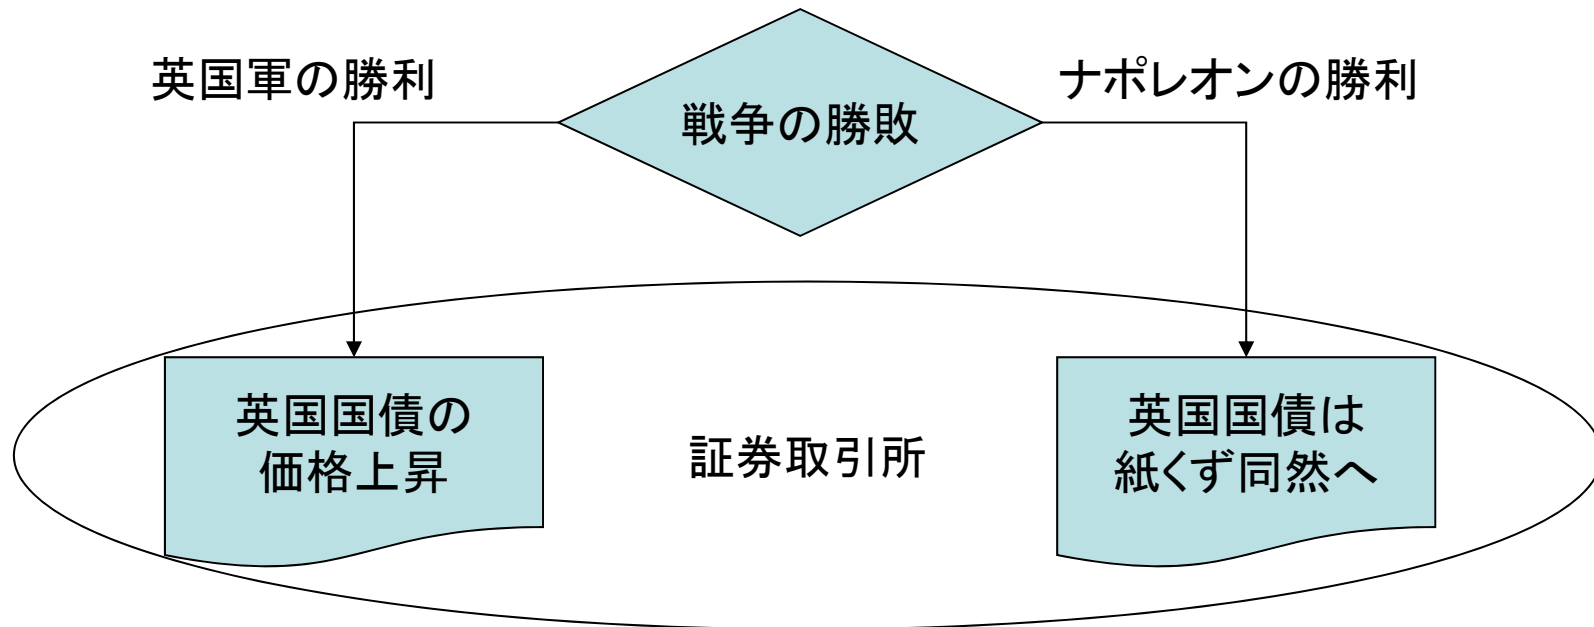 英国軍の勝利
戦争の勝敗
ナポレオンの勝利
英国国債の
価格上昇
証券取引所
英国国債は
紙くず同然へ